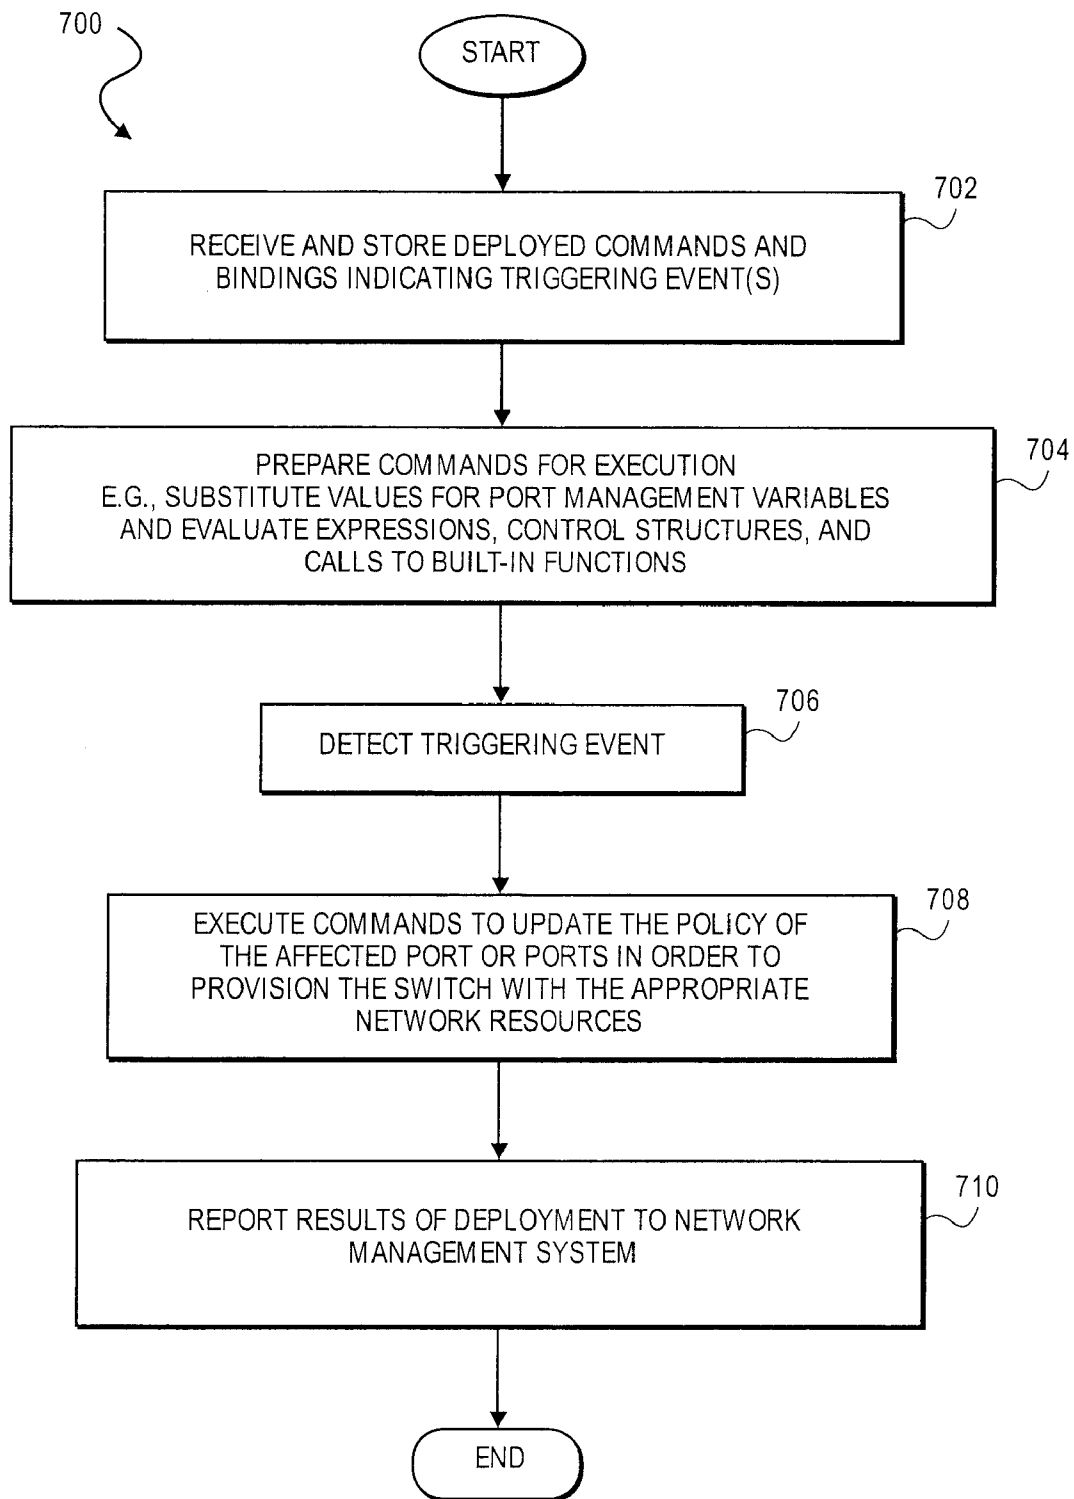 700
START
702
RECEIVE AND STORE DEPLOYED COMMANDS AND
BINDINGS INDICATING TRIGGERING EVENT(S)
704
PREPARE COMMANDS FOR EXECUTION
E.G., SUBSTITUTE VALUES FOR PORT MANAGEMENT VARIABLES
AND EVALUATE EXPRESSIONS, CONTROL STRUCTURES, AND
CALLS TO BUILT-IN FUNCTIONS
706
DETECT TRIGGERING EVENT
708
EXECUTE COMMANDS TO UPDATE THE POLICY OF
THE AFFECTED PORT OR PORTS IN ORDER TO
PROVISION THE SWITCH WITH THE APPROPRIATE
NETWORK RESOURCES
710
REPORT RESULTS OF DEPLOYMENT TO NETWORK
MANAGEMENT SYSTEM
END